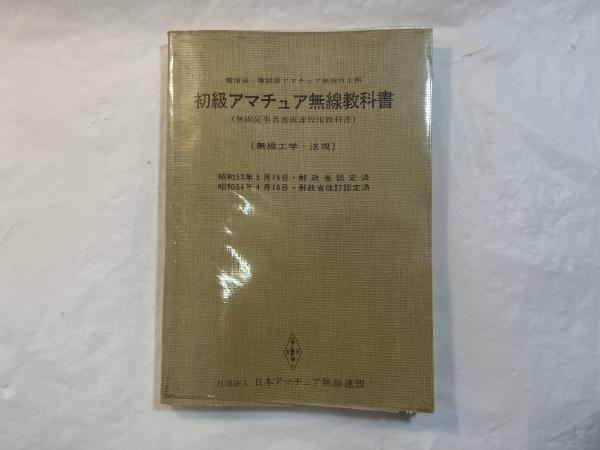 電信級・電話級アマチュア無線技士用
初級アマチュア無線教科書
(無線従事者養成課程用教科書)
〔無線工学・法規〕
昭和53年5月15日・郵政省認定済
昭和54年4月10日・郵政省改訂認定済
社団法人 日本アマチュア無線連盟